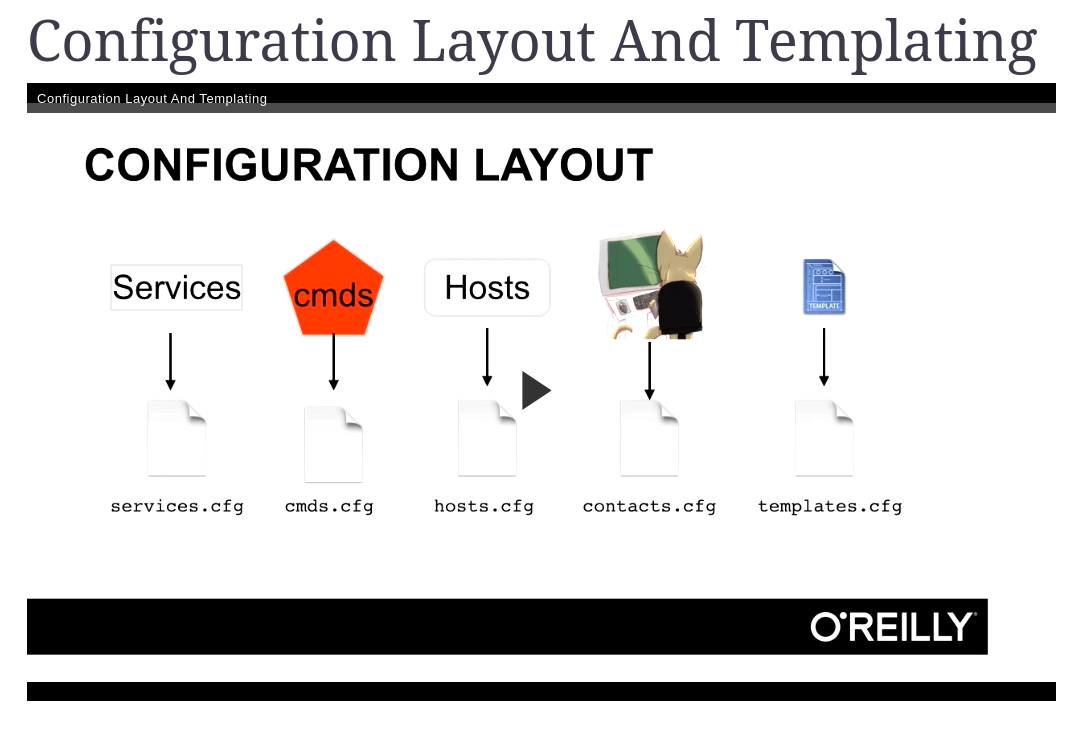 Configuration Layout And Templating
Configuration Layout And Templating
CONFIGURATION LAYOUT
Services
cmds
Hosts
TEMPLATE
services.cfg
cmds.cfg
hosts.cfg
contacts.cfg
templates.cfg
O'REILLY